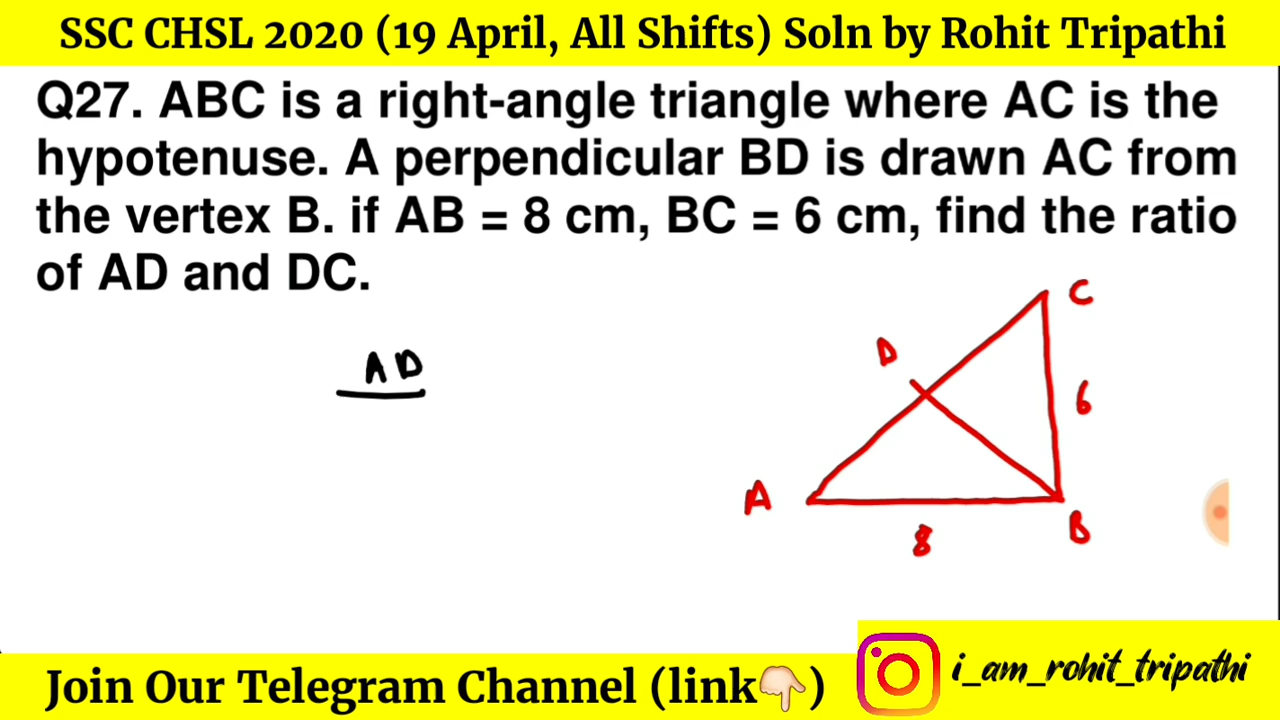 SSC CHSL 2020 (19 April, All Shifts) Soln by Rohit Tripathi
Q27. ABC is a right-angle triangle where AC is the
hypotenuse. A perpendicular BD is drawn AC from
the vertex B. if AB = 8 cm, BC = 6 cm, find the ratio
of AD and DC.
C
D
AD
6
A
B
8
Join Our Telegram Channel (link👇)
i_am_rohit_tripathi